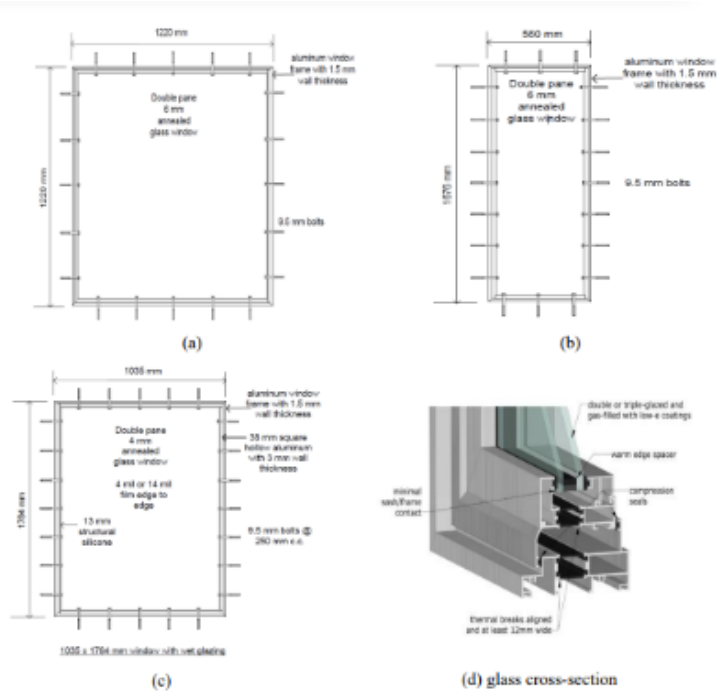 1220 mm
aluminum window
frame with 1.5 mm
wall thickness
Double pane
6 mm
annealed
glass window
1220 mm
9.5 mm bolts
(a)
560 mm
aluminum window
frame with 1.5 mm
wall thickness
Double pane
6 mm
annealed
glass window
1670 mm
9.5 mm bolts
(b)
1035 mm
aluminum window
frame with 1.5 mm
wall thickness
Double pane
4 mm
annealed
glass window
38 mm square
hollow aluminum
with 3 mm wall
thickness
4 mil or 14 mil
film edge to
edge
1784 mm
13 mm
structural
silicone
9.5 mm bolts @
250 mm c.c.
1035 x 1784 mm window with wet glazing
(c)
double or triple-glazed and
gas-filled with low-e coatings
warm edge spacer
minimal
sash/frame
contact
compression
seals
thermal breaks aligned
and at least 12mm wide
(d) glass cross-section